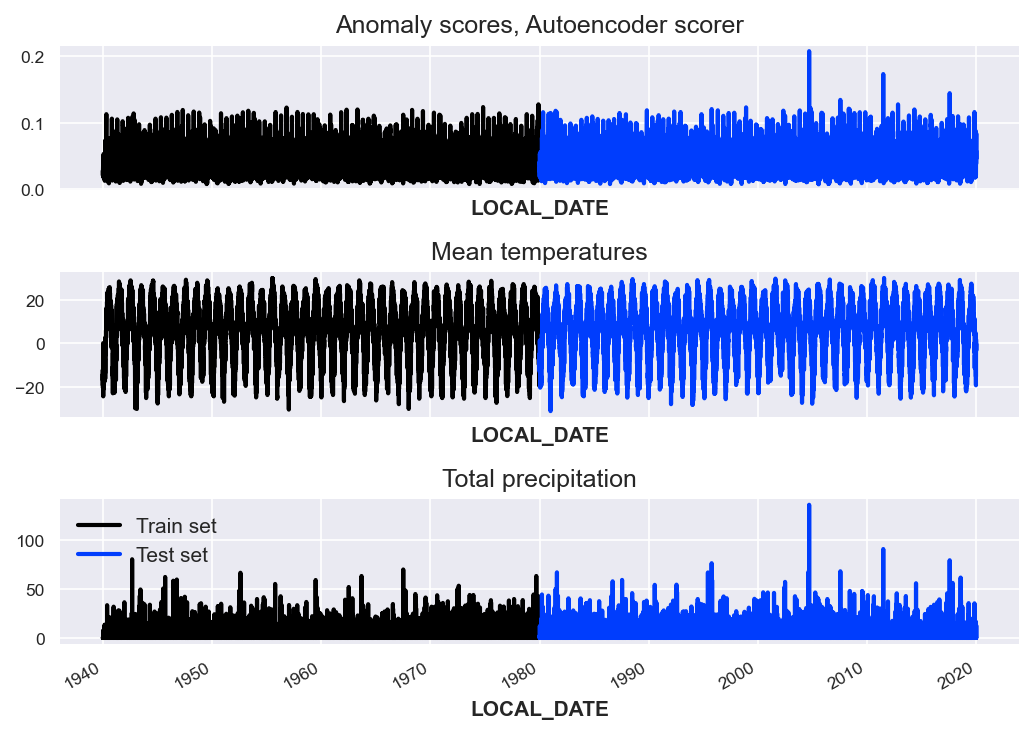 Anomaly scores, Autoencoder scorer
0.2
0.1
0.0
LOCAL_DATE
Mean temperatures
20
0
−20
LOCAL_DATE
Total precipitation
Train set
Test set
100
50
0
1940 1950 1960 1970 1980 1990 2000 2010 2020
LOCAL_DATE